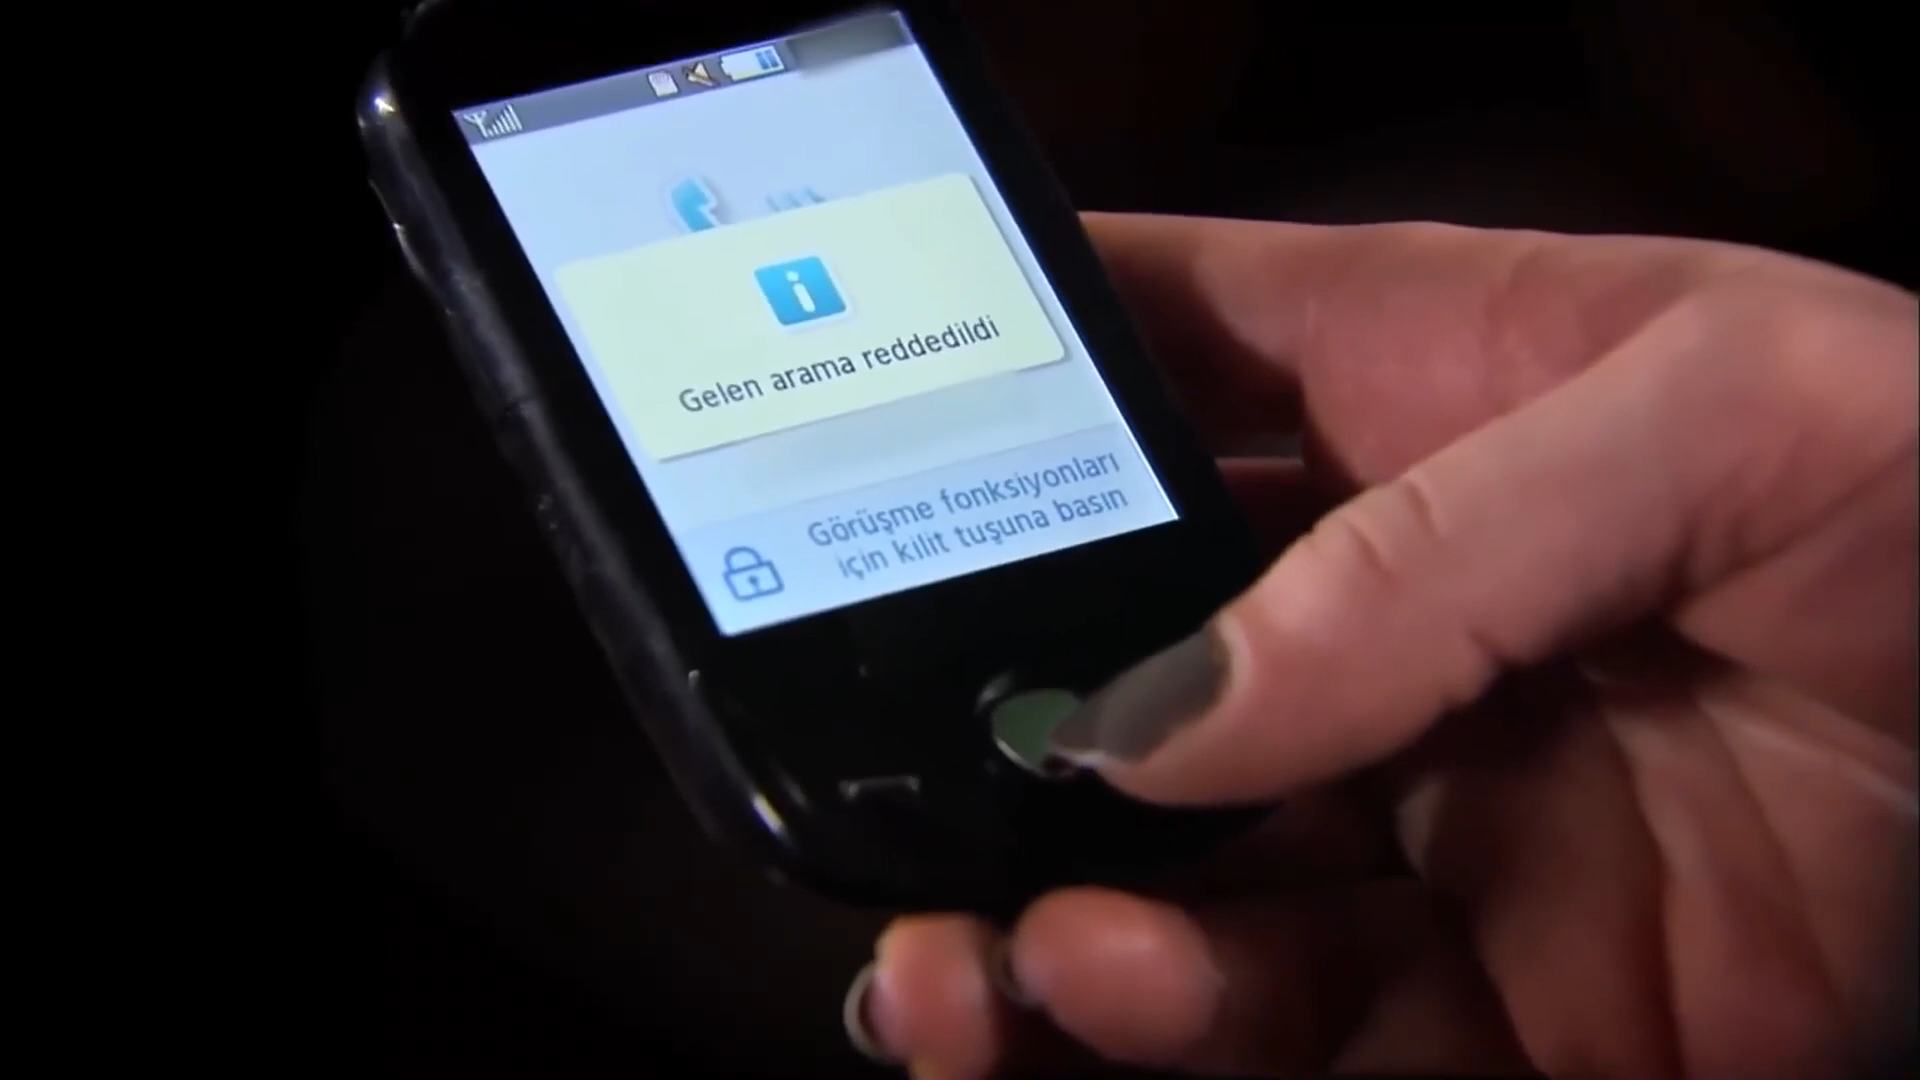 Gelen arama reddedildi
Görüşme fonksiyonları
için kilit tuşuna basın